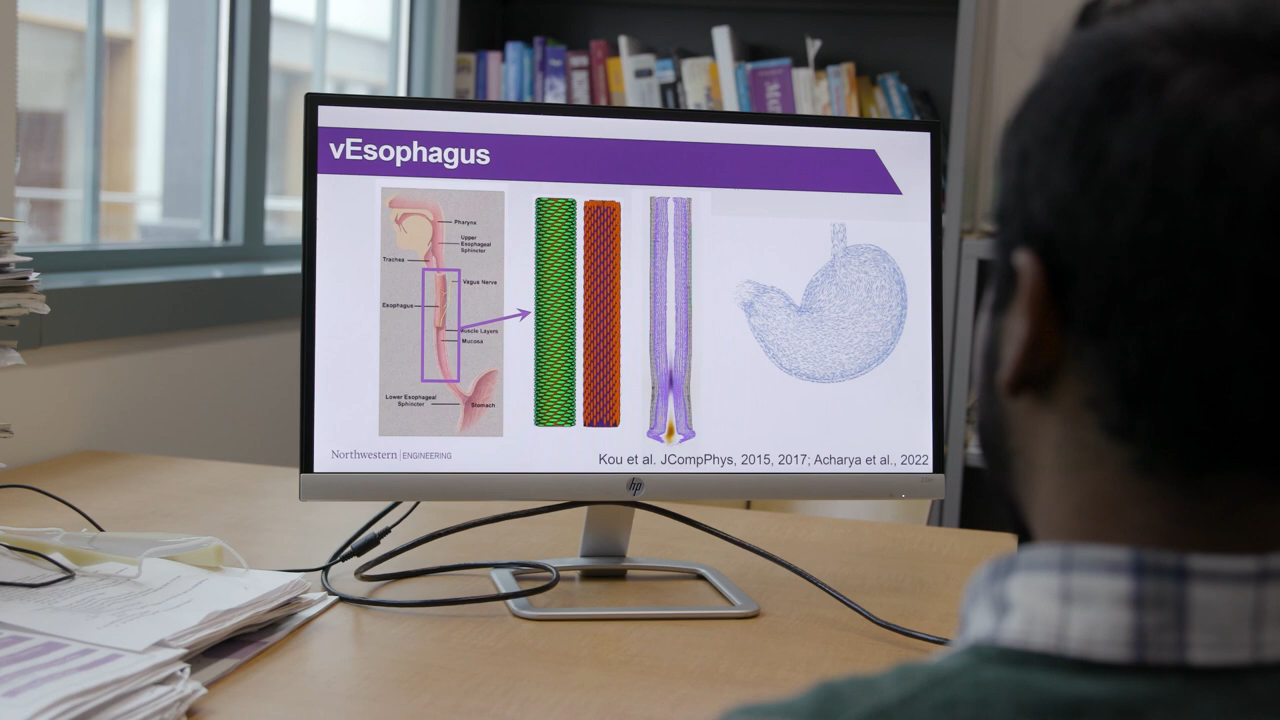 vEsophagus
Pharynx
Upper
Esophageal
Sphincter
Trachea
Vagus Nerve
Esophagus
Muscle Layers
Mucosa
Lower Esophageal
Sphincter
Stomach
Northwestern | ENGINEERING
Kou et al. JCompPhys, 2015, 2017; Acharya et al., 2022
hp